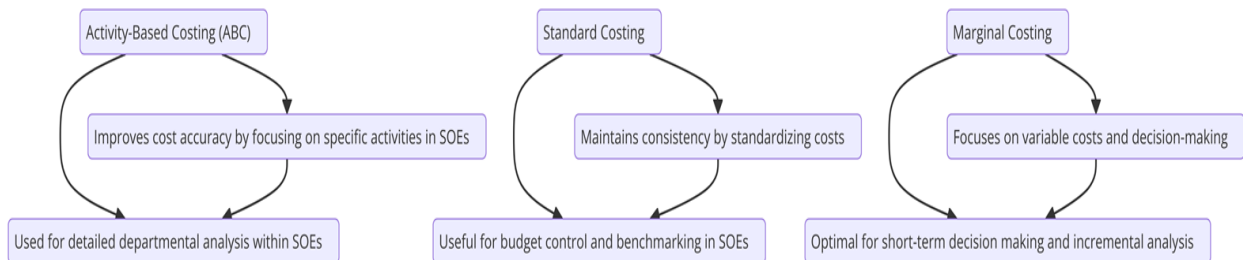 Activity-Based Costing (ABC)
Standard Costing
Marginal Costing
Improves cost accuracy by focusing on specific activities in SOEs
Maintains consistency by standardizing costs
Focuses on variable costs and decision-making
Used for detailed departmental analysis within SOEs
Useful for budget control and benchmarking in SOEs
Optimal for short-term decision making and incremental analysis